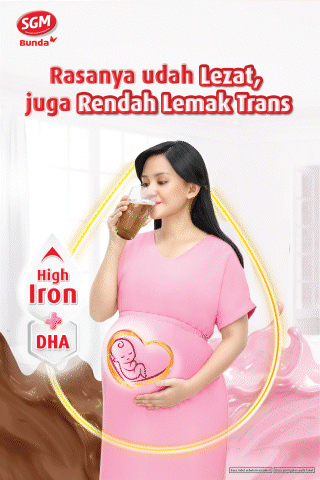 SGM
Bunda
Rasanya udah Lezat,
juga Rendah Lemak Trans
High
Iron
+
DHA